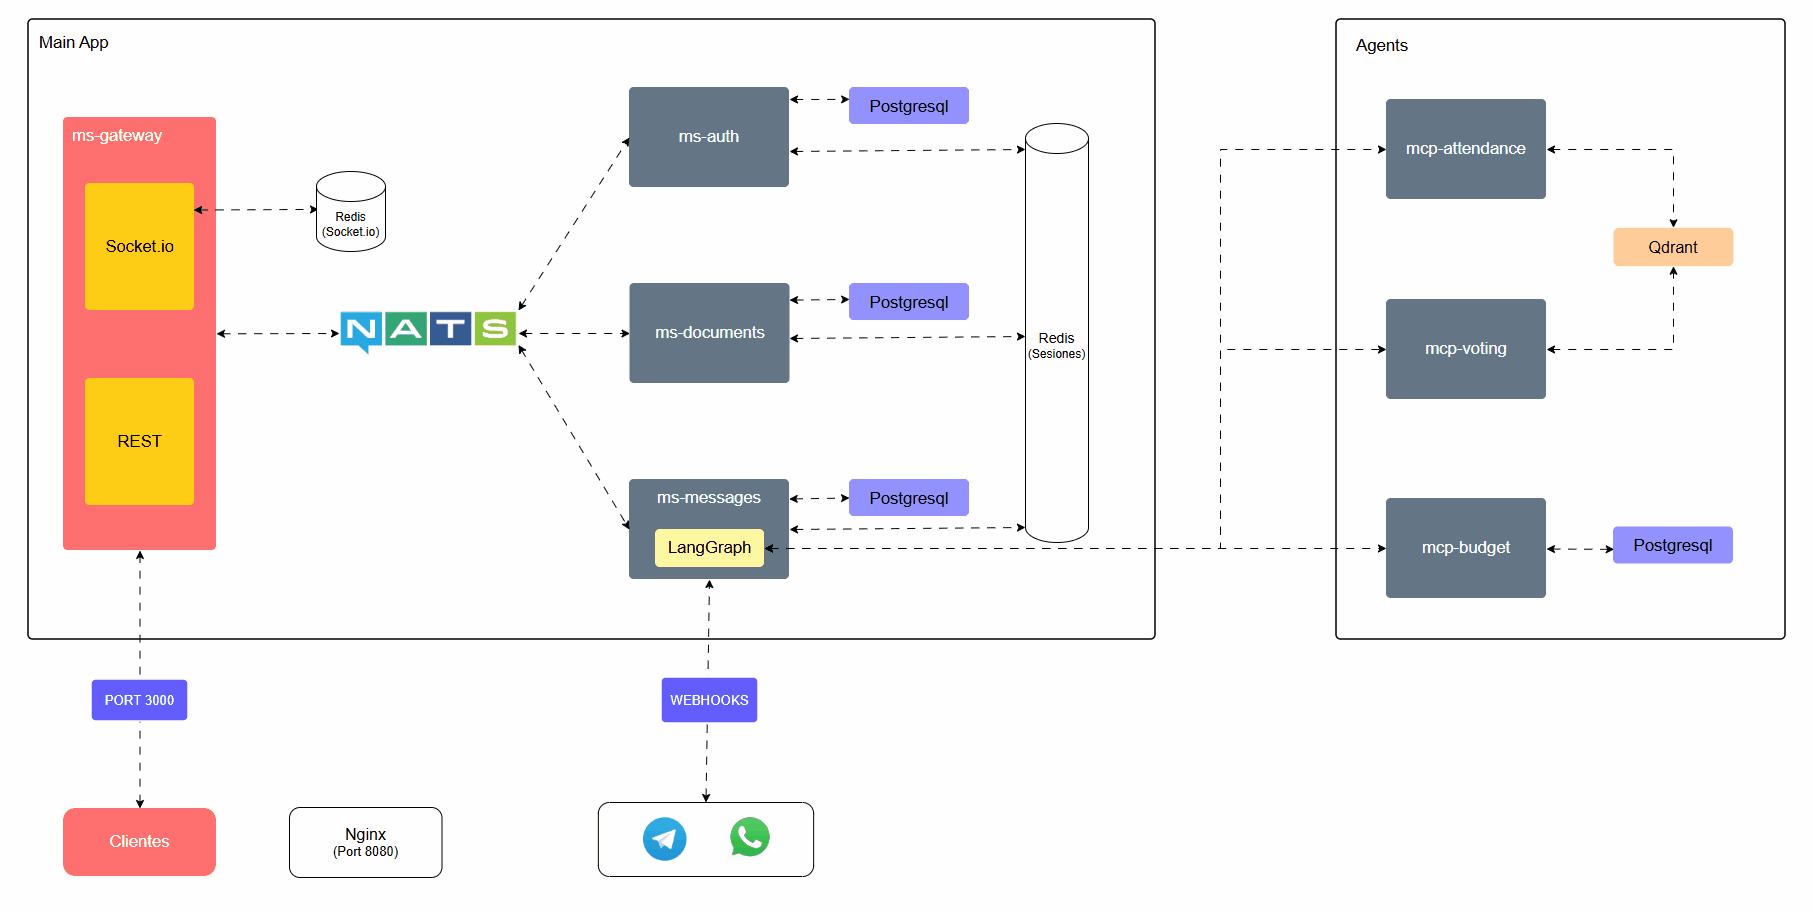 Main App
Agents
ms-gateway
Socket.io
REST
Redis
(Socket.io)
NATS
ms-auth
Postgresql
ms-documents
Postgresql
ms-messages
LangGraph
Postgresql
Redis
(Sesiones)
mcp-attendance
Qdrant
mcp-voting
mcp-budget
Postgresql
PORT 3000
WEBHOOKS
Clientes
Nginx
(Port 8080)